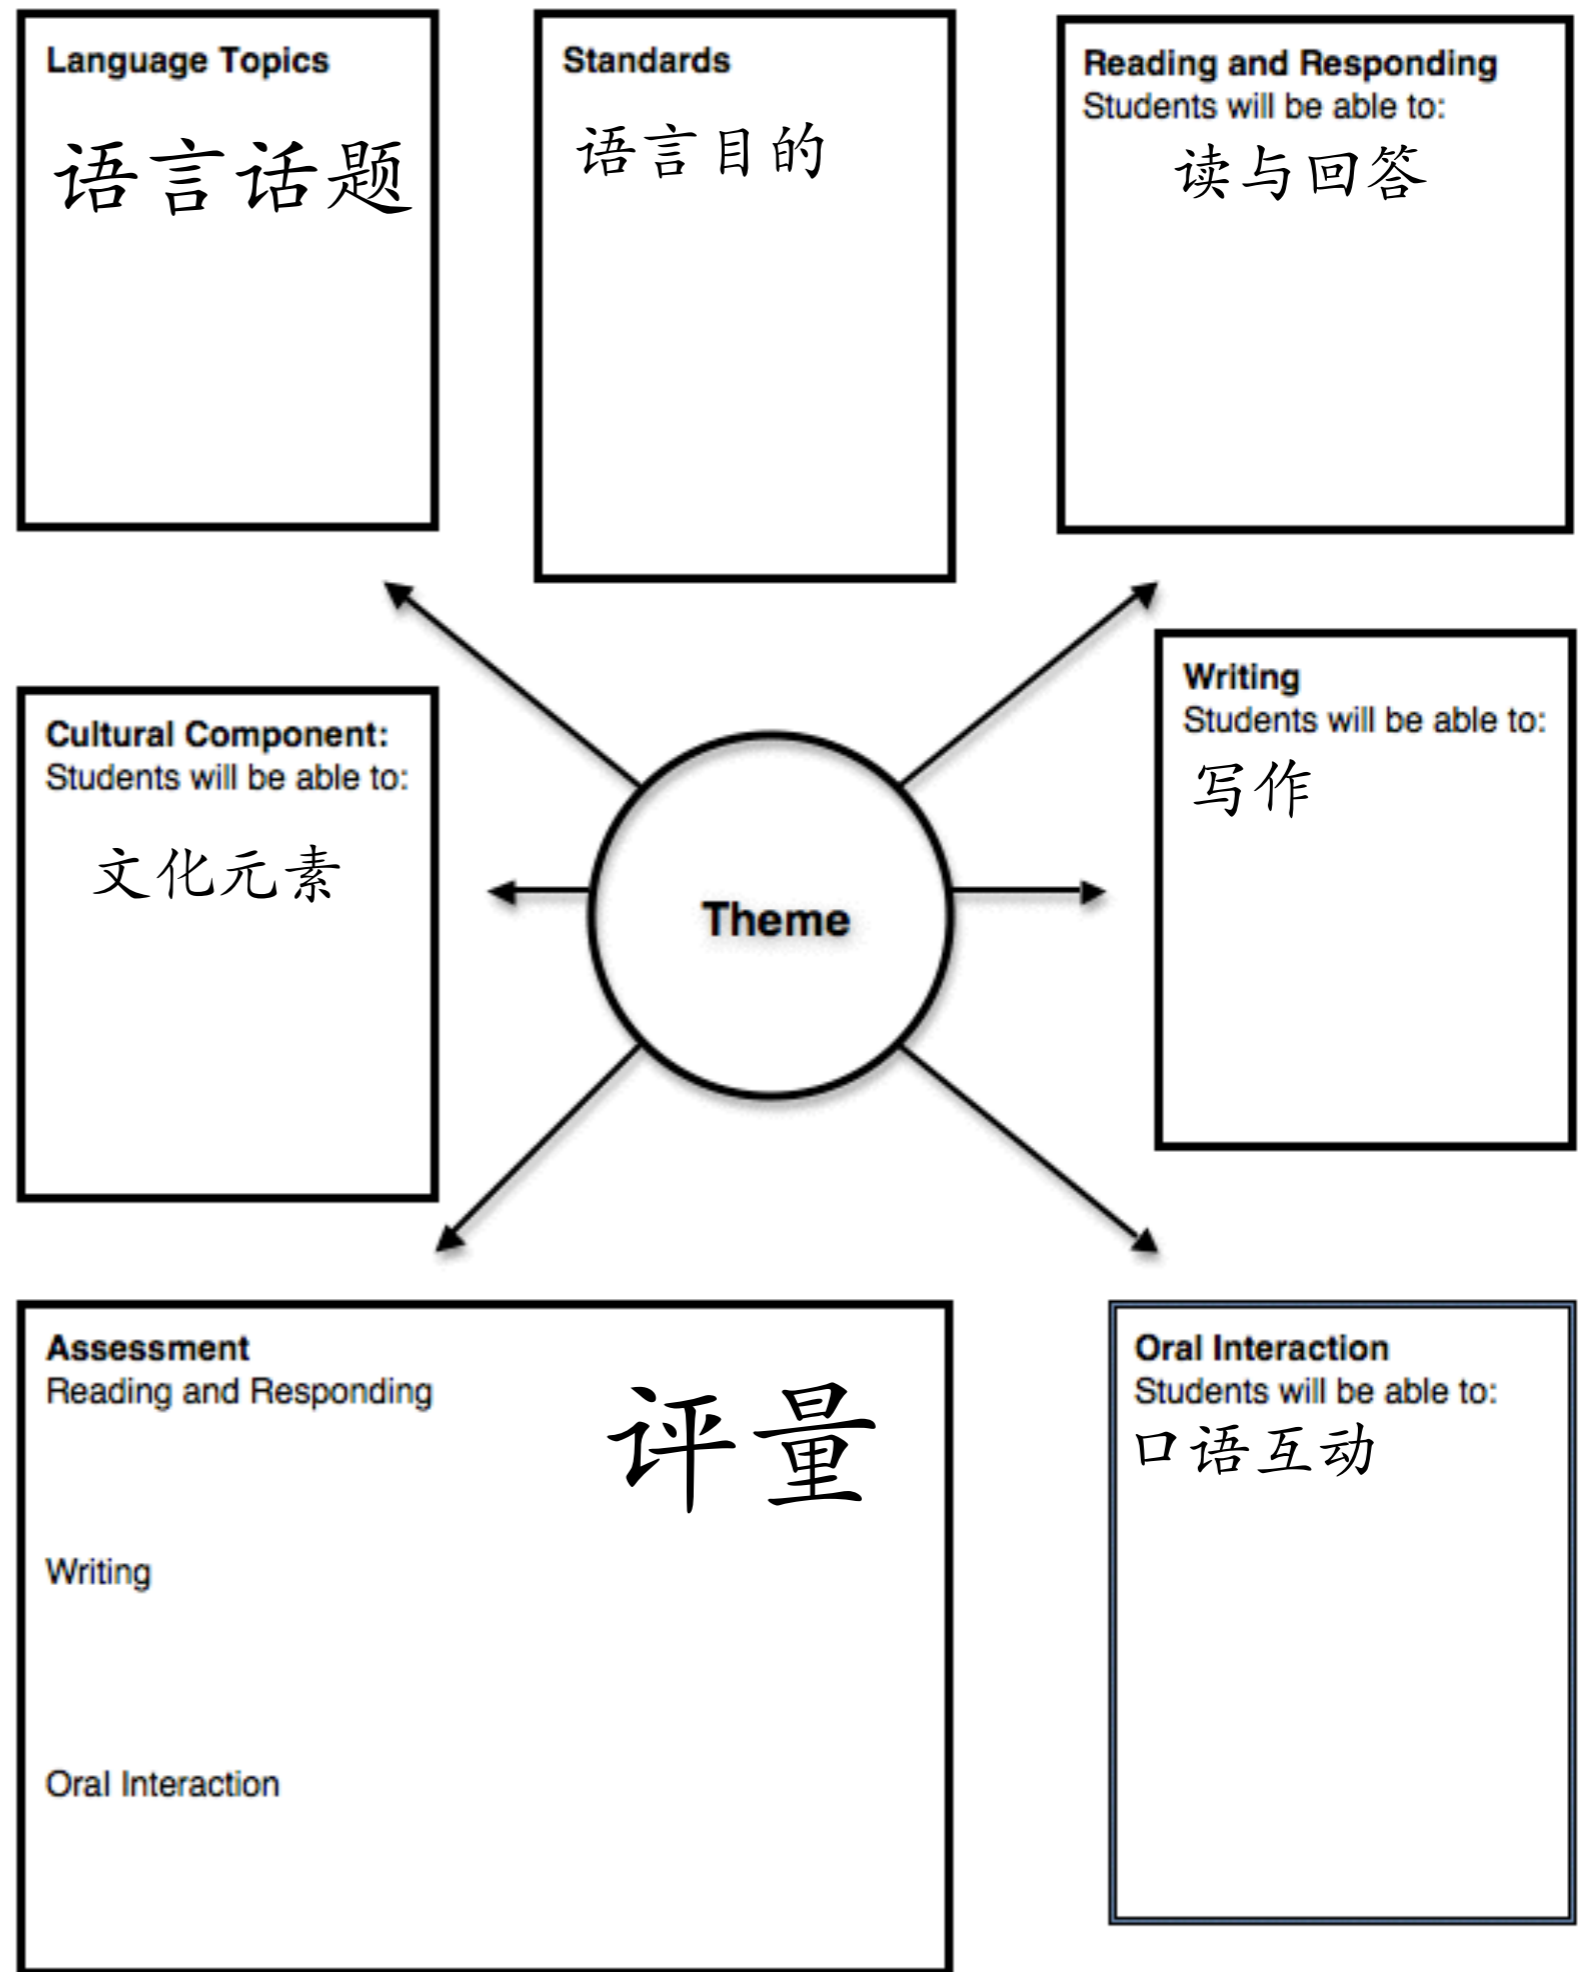 Language Topics
语言话题
Standards
语言目的
Reading and Responding
Students will be able to:
读与回答
Cultural Component:
Students will be able to:
文化元素
Theme
Writing
Students will be able to:
写作
Assessment
Reading and Responding
评量
Writing
Oral Interaction
Oral Interaction
Students will be able to:
口语互动